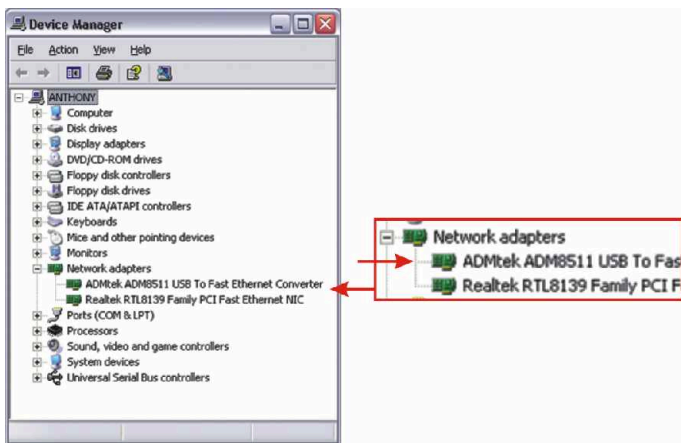 Device Manager
File Action View Help
ANTHONY
Computer
Disk drives
Display adapters
DVD/CD-ROM drives
Floppy disk controllers
Floppy disk drives
IDE ATA/ATAPI controllers
Keyboards
Mice and other pointing devices
Monitors
Network adapters
ADMtek ADM8511 USB To Fast Ethernet Converter
Realtek RTL8139 Family PCI Fast Ethernet NIC
Ports (COM & LPT)
Processors
Sound, video and game controllers
System devices
Universal Serial Bus controllers
Network adapters
ADMtek ADM8511 USB To Fas
Realtek RTL8139 Family PCI F